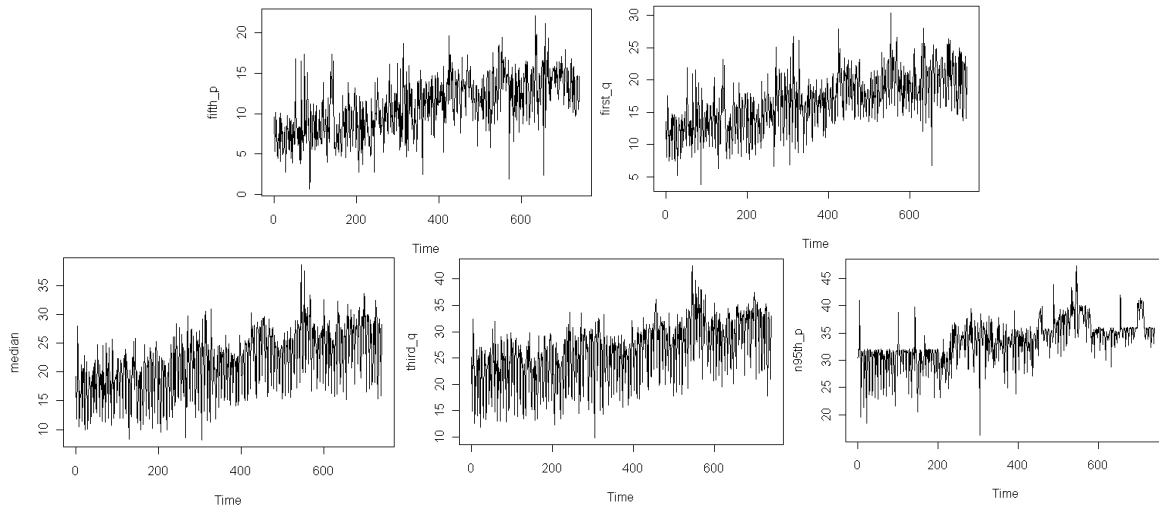 fifth_p
0 5 10 15 20
0 200 400 600
Time
first_q
5 10 15 20 25 30
0 200 400 600
Time
median
10 15 20 25 30 35
0 200 400 600
Time
third_q
10 15 20 25 30 35 40
0 200 400 600
Time
n95th_p
20 25 30 35 40 45
0 200 400 600
Time